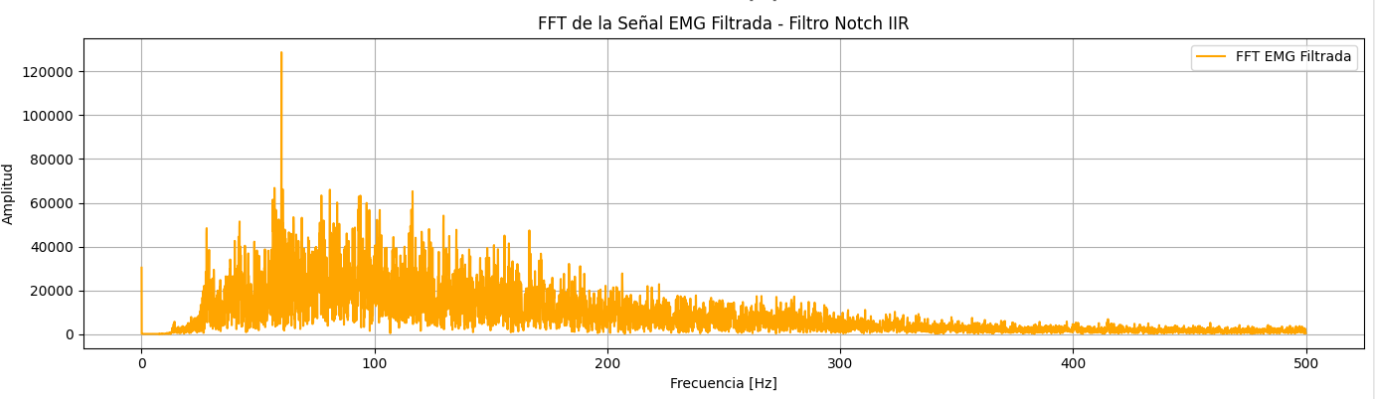 FFT de la Señal EMG Filtrada - Filtro Notch IIR
FFT EMG Filtrada
Amplitud
120000
100000
80000
60000
40000
20000
0
0 100 200 300 400 500
Frecuencia [Hz]